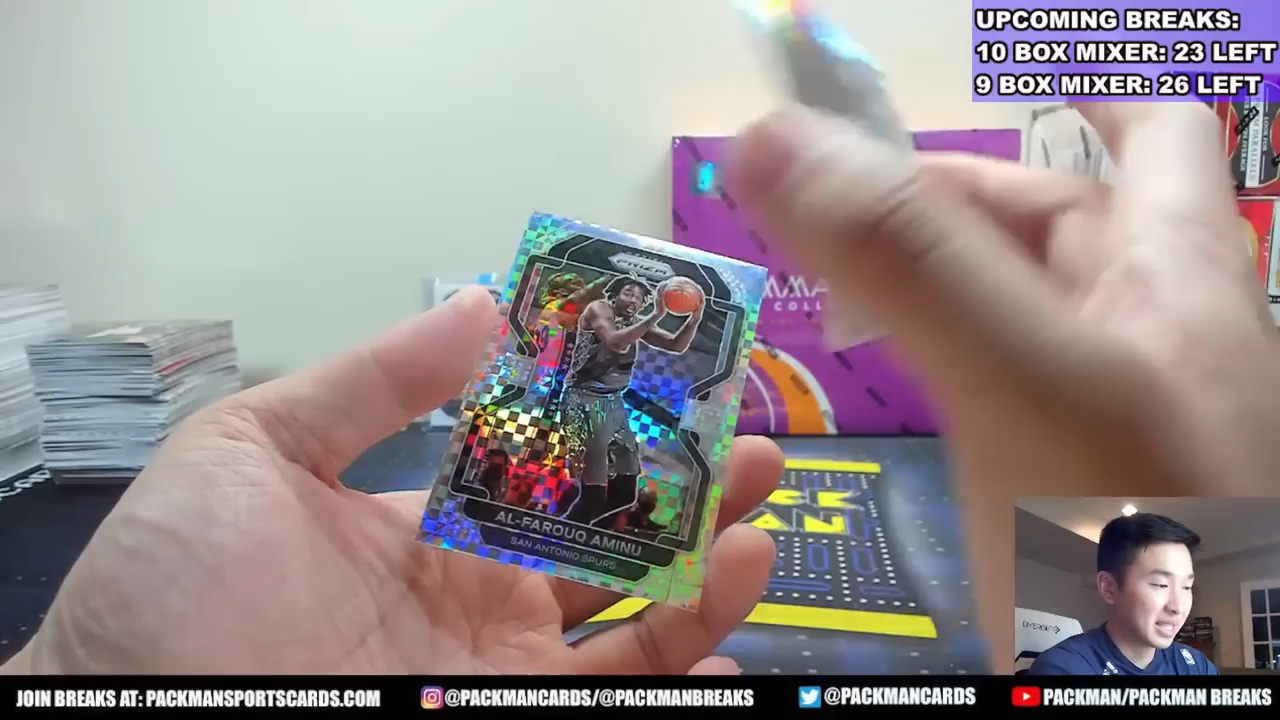 UPCOMING BREAKS:
10 BOX MIXER: 23 LEFT
9 BOX MIXER: 26 LEFT
PRIZM
AL-FAROUQ AMINU
SAN ANTONIO SPURS
JOIN BREAKS AT: PACKMANSPORTSCARDS.COM
@PACKMANCARDS/@PACKMANBREAKS
@PACKMANCARDS
PACKMAN/PACKMAN BREAKS